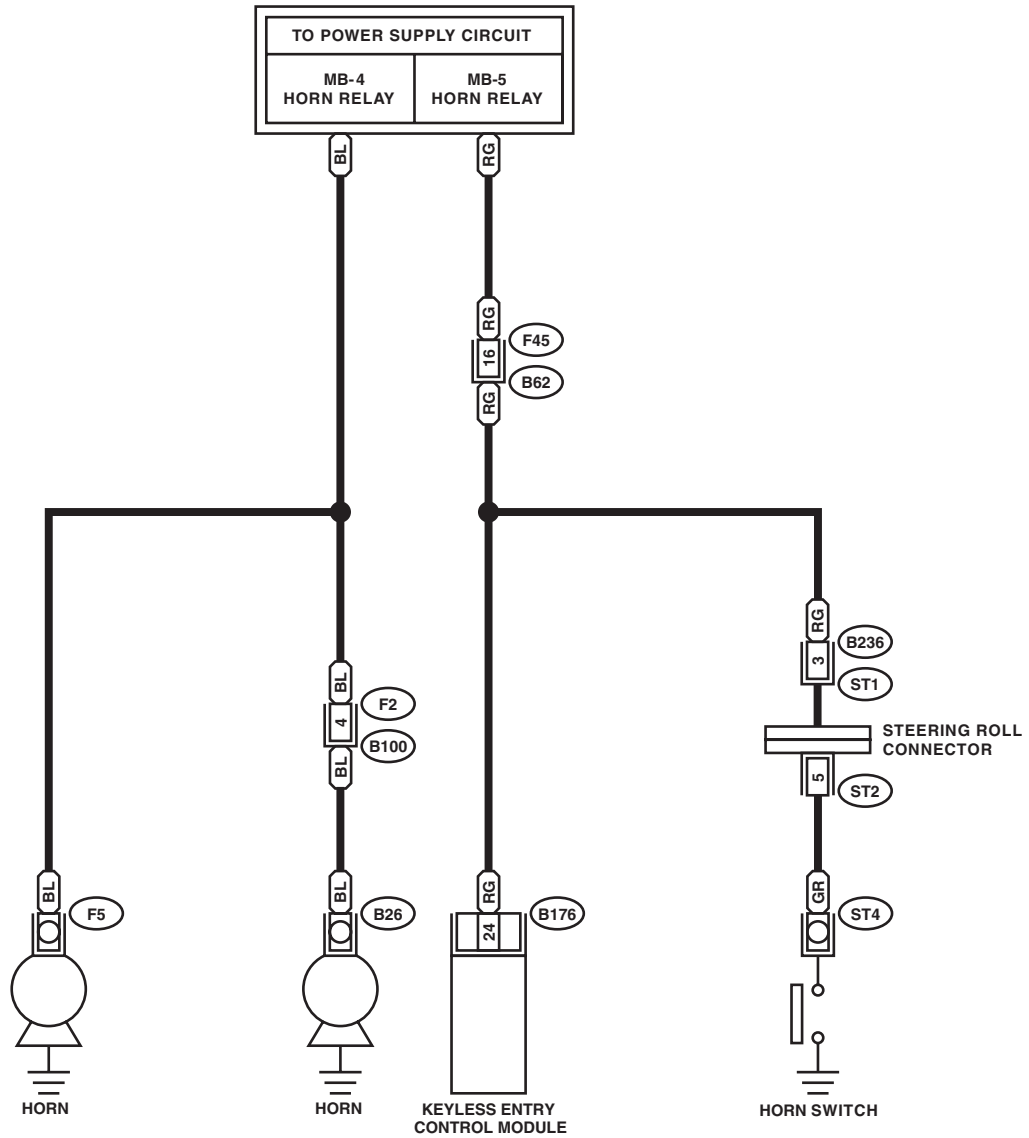 TO POWER SUPPLY CIRCUIT
MB-4
HORN RELAY
MB-5
HORN RELAY
BL
RG
RG
16
F45
B62
RG
RG
3
B236
ST1
BL
4
F2
B100
BL
STEERING ROLL
CONNECTOR
5
ST2
BL
F5
BL
B26
RG
24
B176
GR
ST4
HORN
HORN
KEYLESS ENTRY
CONTROL MODULE
HORN SWITCH